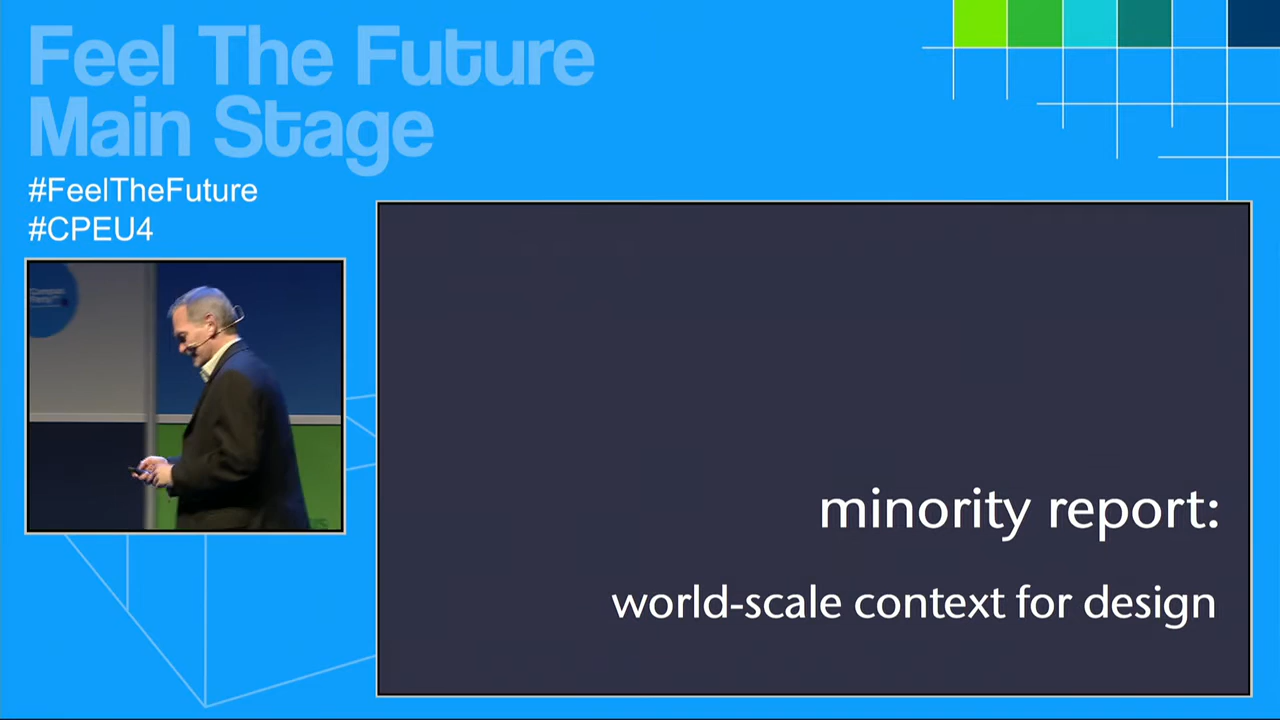 Feel The Future
Main Stage
#FeelTheFuture
#CPEU4
minority report:
world-scale context for design